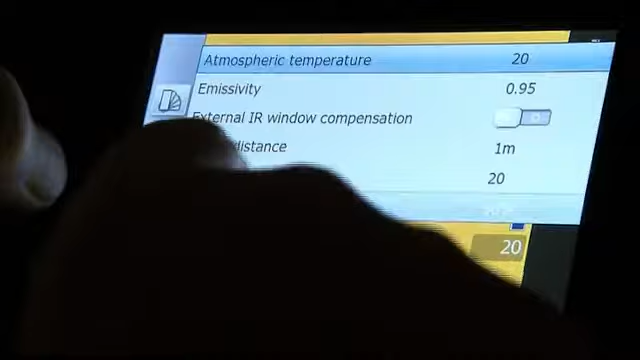 Atmospheric temperature 20
Emissivity 0.95
External IR window compensation
distance 1m
20
20